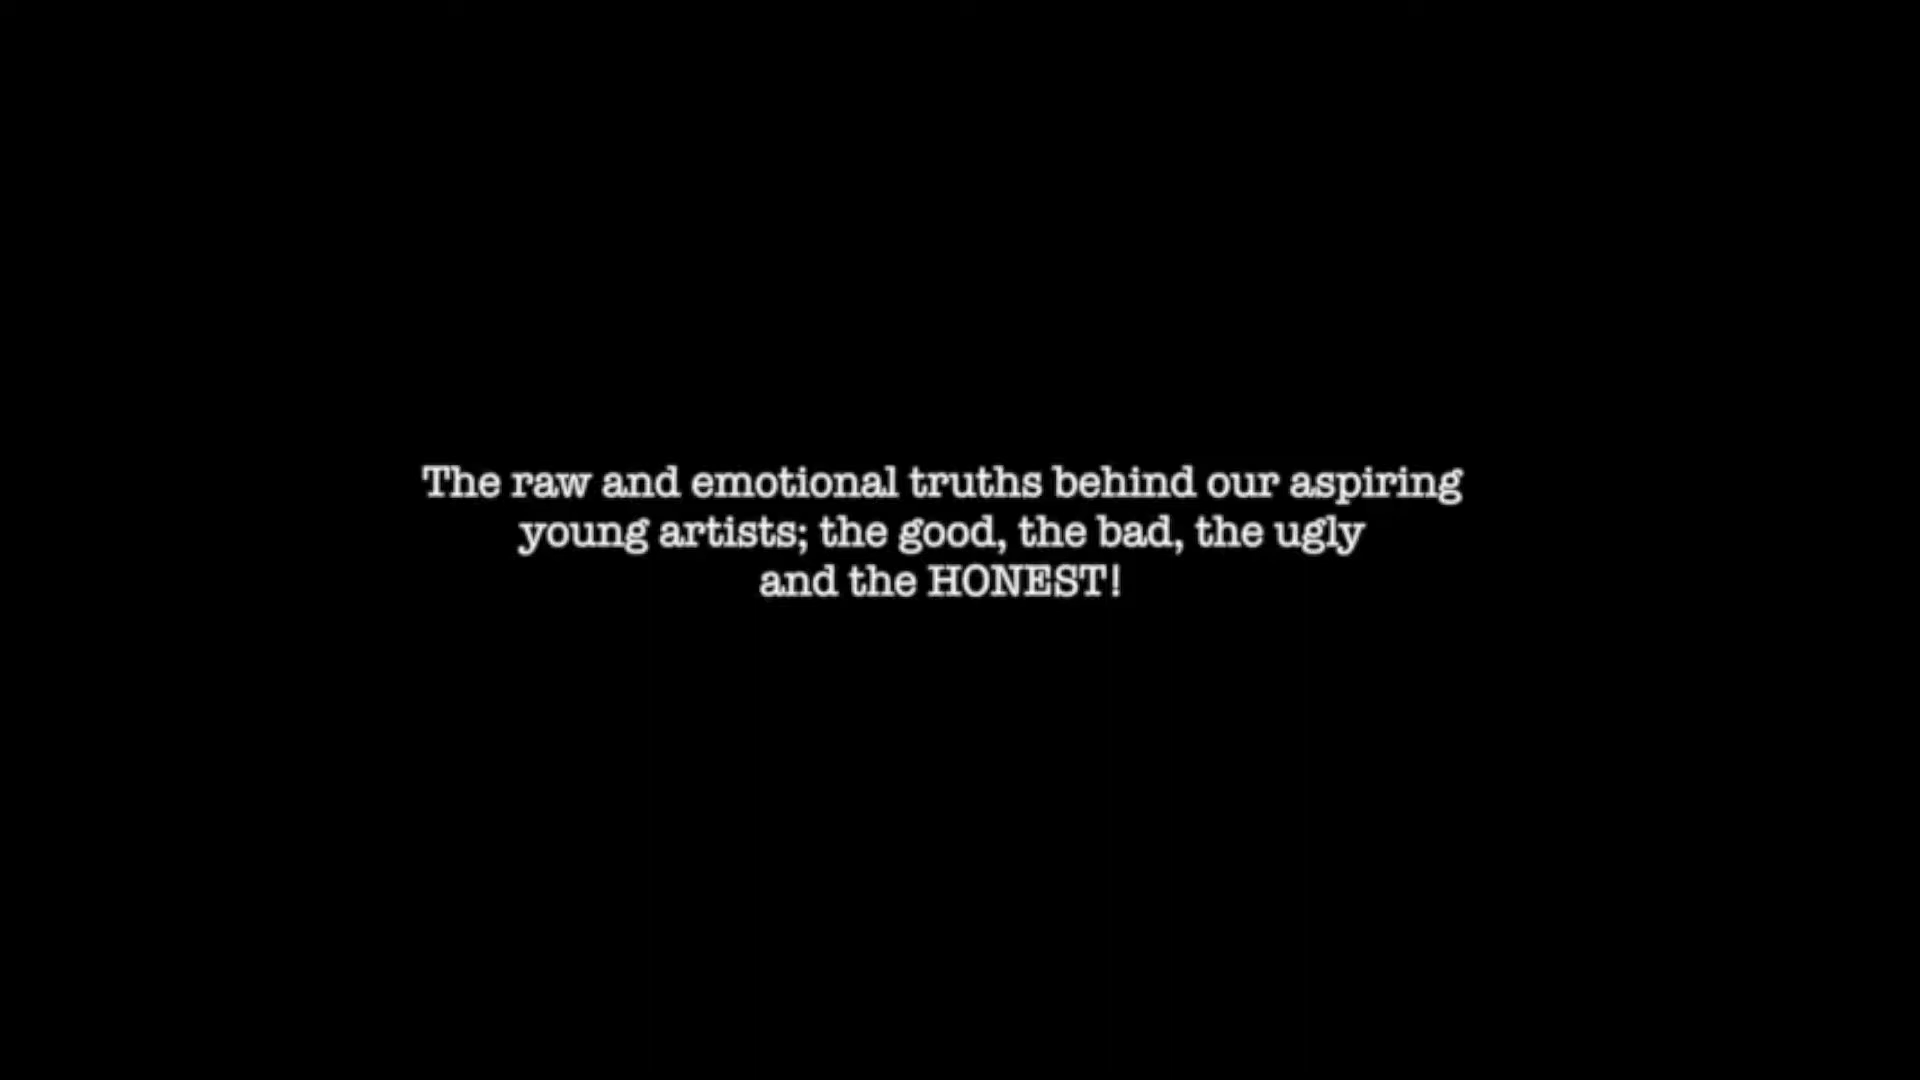 The raw and emotional truths behind our aspiring
young artists; the good, the bad, the ugly
and the HONEST!